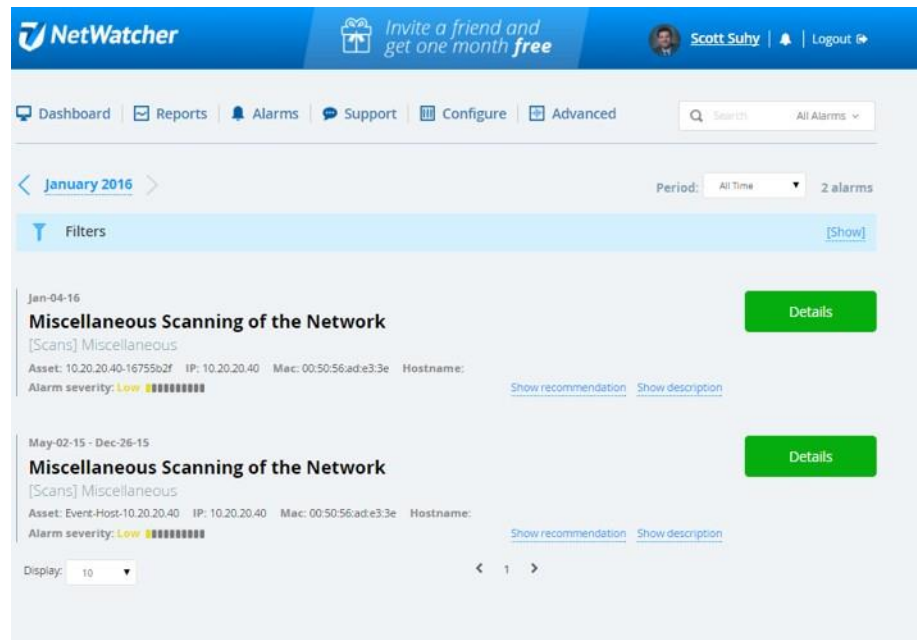 NetWatcher
Invite a friend and
get one month free
Scott Suhy | | Logout
Dashboard | Reports | Alarms | Support | Configure | Advanced
Search All Alarms
January 2016
Period: All Time 2 alarms
Filters [Show]
Jan-04-16
Miscellaneous Scanning of the Network
Details
[Scans] Miscellaneous
Asset: 10.20.20.40-16755b2f IP: 10.20.20.40 Mac: 00:50:56:ad:e3:3e Hostname:
Alarm severity: Low Show recommendation Show description
May-02-15 - Dec-26-15
Miscellaneous Scanning of the Network
Details
[Scans] Miscellaneous
Asset: Event-Host-10.20.20.40 IP: 10.20.20.40 Mac: 00:50:56:ad:e3:3e Hostname:
Alarm severity: Low Show recommendation Show description
Display: 10 < 1 >